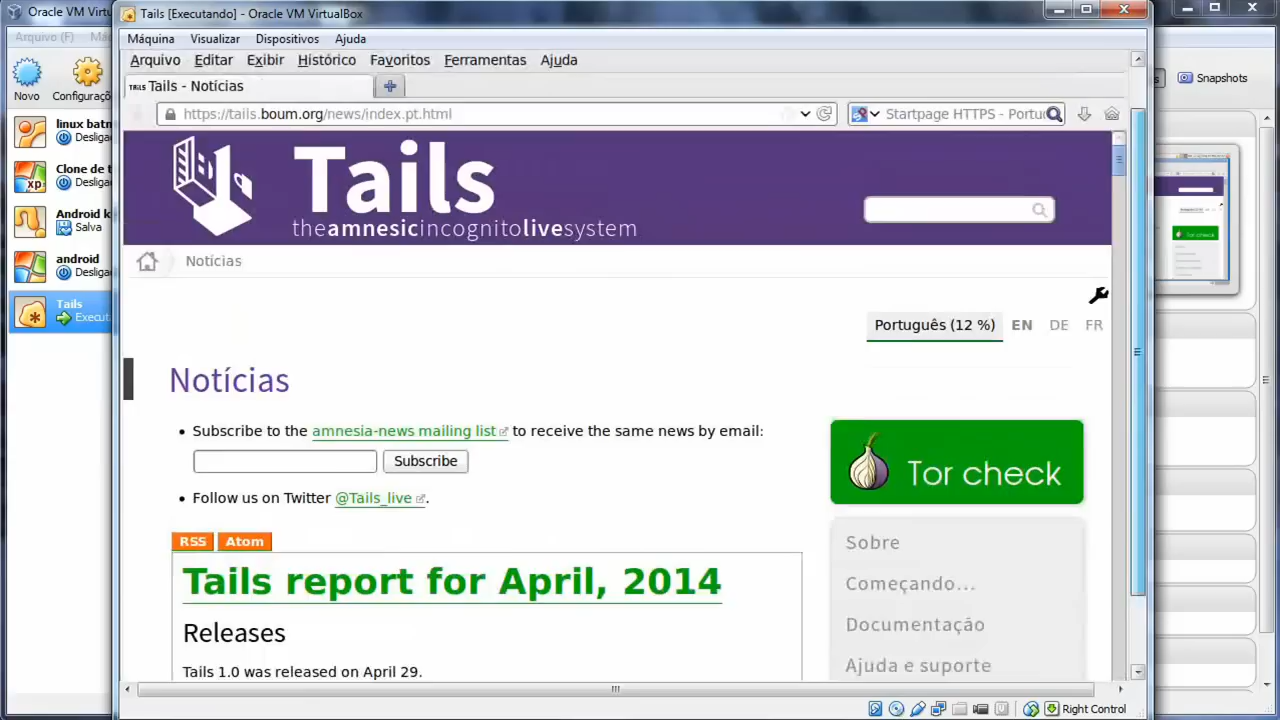 Oracle VM Virtu
Tails [Executando] - Oracle VM VirtualBox
Arquivo (F)
Máquina Visualizar Dispositivos Ajuda
Arquivo Editar Exibir Histórico Favoritos Ferramentas Ajuda
Novo
Configuraçõ
Snapshots
Tails - Notícias
https://tails.boum.org/news/index.pt.html
Startpage HTTPS - Portu
linux batn
Desliga
Clone de t
Desliga
Android k
Salva
android
Desliga
Tails
Execut
Tails
theamnesicincognitolivesystem
Notícias
Português (12 %) EN DE FR
Notícias
• Subscribe to the amnesia-news mailing list to receive the same news by email:
Subscribe
• Follow us on Twitter @Tails_live.
Tor check
RSS Atom
Tails report for April, 2014
Releases
Tails 1.0 was released on April 29.
Sobre
Começando...
Documentação
Ajuda e suporte
Right Control